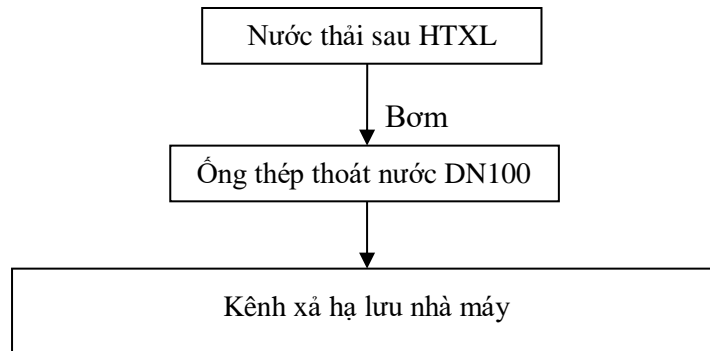 Nước thải sau HTXL
Bơm
Ống thép thoát nước DN100
Kênh xả hạ lưu nhà máy